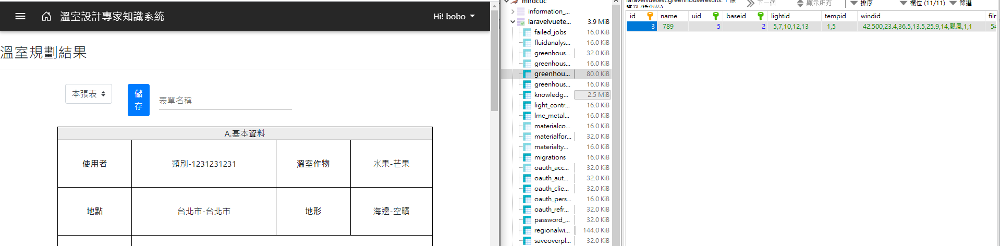 溫室設計專家知識系統
Hi! bobo
溫室規劃結果
本張表
儲
存
表單名稱
A.基本資料
使用者 類別-1231231231 溫室作物 水果-芒果
地點 台北市-台北市 地形 海邊-空曠
mirdcuc
information_...
laravelvuete... 3.9 MiB
failed_jobs 16.0 KiB
fluidanalys... 16.0 KiB
greenhous... 32.0 KiB
greenhous... 16.0 KiB
greenhou... 80.0 KiB
greenhous... 16.0 KiB
knowledg... 2.5 MiB
light_contr... 16.0 KiB
lme_metal... 16.0 KiB
materialco... 16.0 KiB
materialfor... 32.0 KiB
materialty... 16.0 KiB
migrations 16.0 KiB
oauth_acc... 32.0 KiB
oauth_aut... 32.0 KiB
oauth_clie... 32.0 KiB
oauth_pers... 16.0 KiB
oauth_refr... 32.0 KiB
password_... 32.0 KiB
regionalwi... 144.0 KiB
saveoverpl... 32.0 KiB
laravelvuetest.greenhouseresults: 1 條
資料 (近似值)
下一個 顯示所有 排序 欄位 (11/11) 篩選
id name uid baseid lightid tempid windid film
3 789 5 2 5,7,10,12,13 1,5 42.500,23.4,36.5,13.5,25.9,14,颶風,1,1 54